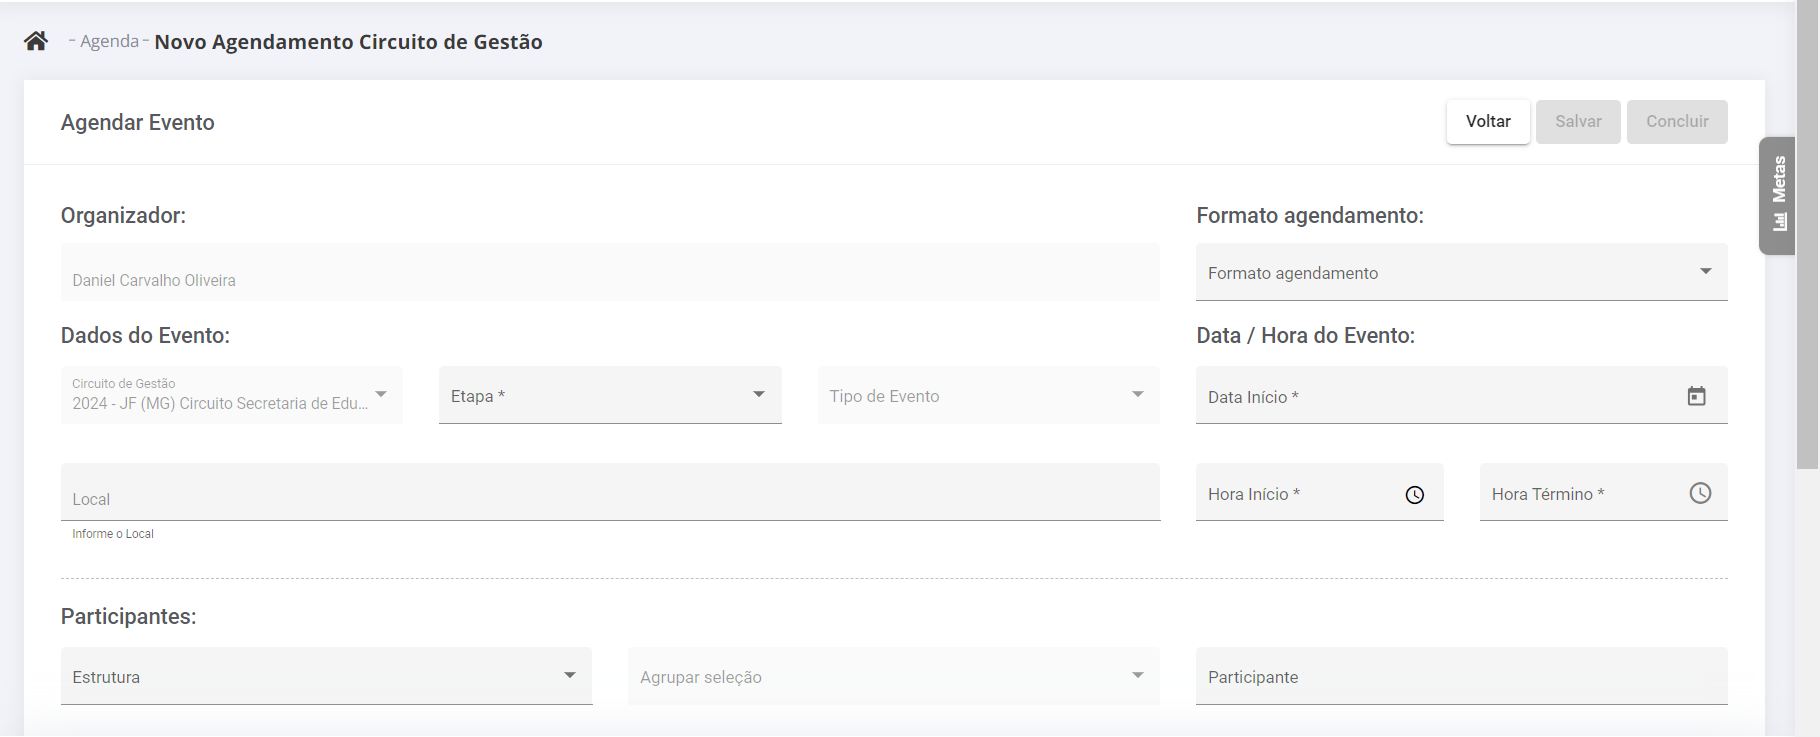 - Agenda - Novo Agendamento Circuito de Gestão
Agendar Evento
Voltar Salvar Concluir
Metas
Organizador:
Daniel Carvalho Oliveira
Formato agendamento:
Formato agendamento
Dados do Evento:
Circuito de Gestão
2024 - JF (MG) Circuito Secretaria de Edu...
Etapa *
Tipo de Evento
Data / Hora do Evento:
Data Início *
Local
Informe o Local
Hora Início *
Hora Término *
Participantes:
Estrutura
Agrupar seleção
Participante